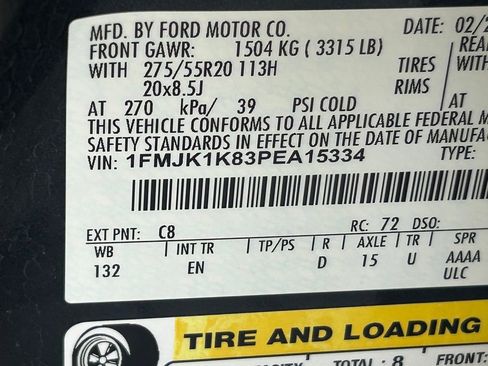 MFD. BY FORD MOTOR CO. DATE: 02/2
FRONT GAWR: 1504 KG ( 3315 LB) REA
WITH 275/55R20 113H TIRES WITH
20x8.5J RIMS
AT 270 kPa/ 39 PSI COLD AT
THIS VEHICLE CONFORMS TO ALL APPLICABLE FEDERAL M
SAFETY STANDARDS IN EFFECT ON THE DATE OF MANUFAC
VIN: 1FMJK1K83PEA15334 TYPE:
EXT PNT: C8 RC: 72 DSO:
WB INT TR TP/PS R AXLE TR SPR
132 EN D 15 U AAAA
ULC
TIRE AND LOADING
TOTAL : 8 FRONT: